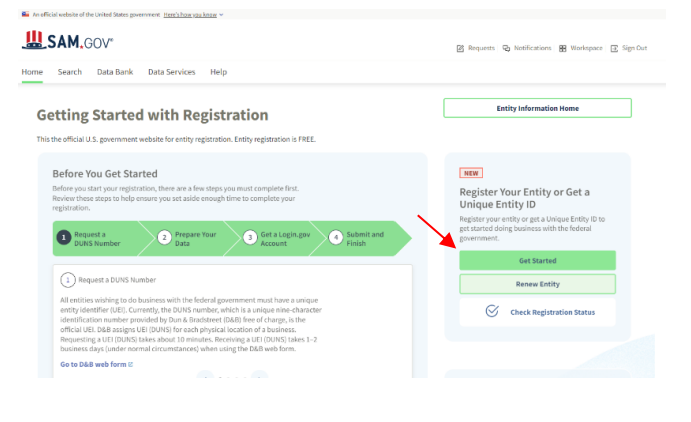 An official website of the United States government Here's how you know
SAM.GOV®
Requests Notifications Workspace Sign Out
Home Search Data Bank Data Services Help
Getting Started with Registration
Entity Information Home
This the official U.S. government website for entity registration. Entity registration is FREE.
Before You Get Started
Before you start your registration, there are a few steps you must complete first.
Review these steps to help ensure you set aside enough time to complete your
registration.
1 Request a
DUNS Number
2 Prepare Your
Data
3 Get a Login.gov
Account
4 Submit and
Finish
1 Request a DUNS Number
All entities wishing to do business with the federal government must have a unique
entity identifier (UEI). Currently, the DUNS number, which is a unique nine-character
identification number provided by Dun & Bradstreet (D&B) free of charge, is the
official UEI. D&B assigns UEI (DUNS) for each physical location of a business.
Requesting a UEI (DUNS) takes about 10 minutes. Receiving a UEI (DUNS) takes 1–2
business days (under normal circumstances) when using the D&B web form.
Go to D&B web form
NEW
Register Your Entity or Get a
Unique Entity ID
Register your entity or get a Unique Entity ID to
get started doing business with the federal
government.
Get Started
Renew Entity
Check Registration Status